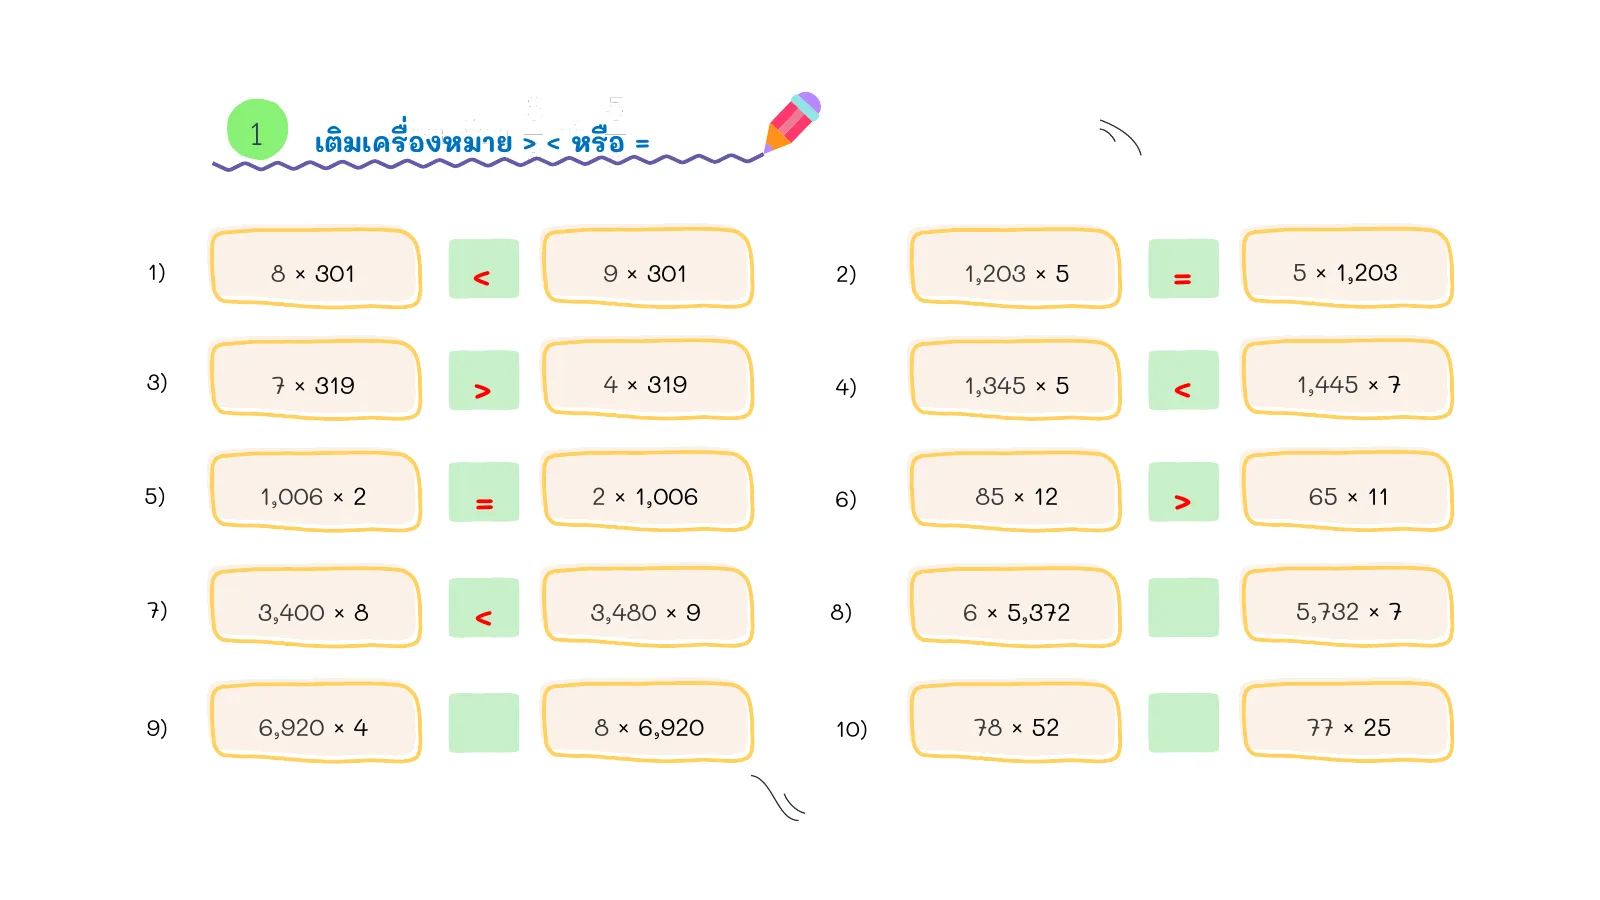 1
เติมเครื่องหมาย > < หรือ =
1) 8 × 301 < 9 × 301
2) 1,203 × 5 = 5 × 1,203
3) 7 × 319 > 4 × 319
4) 1,345 × 5 < 1,445 × 7
5) 1,006 × 2 = 2 × 1,006
6) 85 × 12 > 65 × 11
7) 3,400 × 8 < 3,480 × 9
8) 6 × 5,372 5,732 × 7
9) 6,920 × 4 8 × 6,920
10) 78 × 52 77 × 25